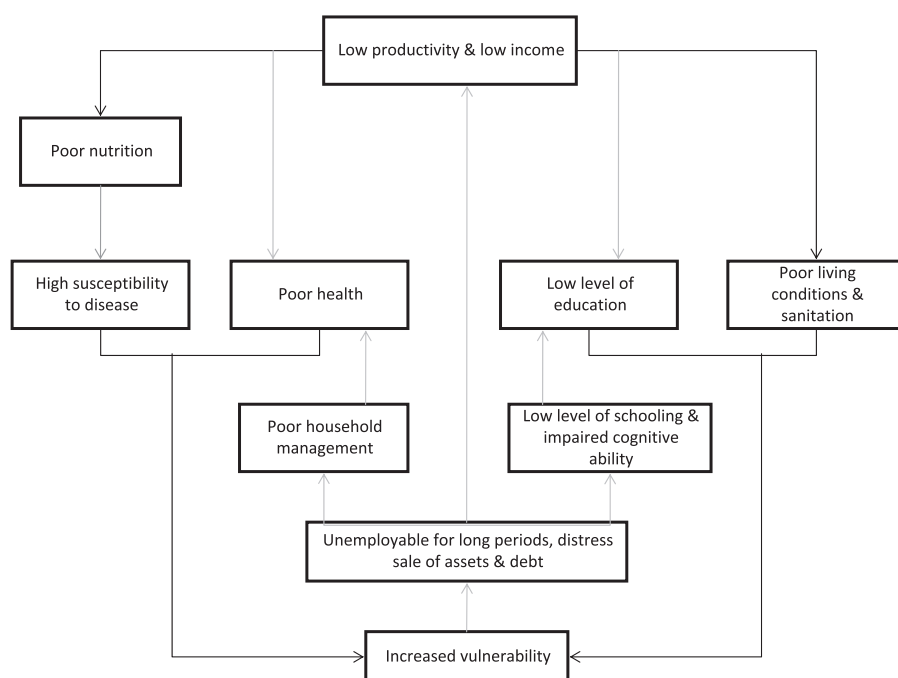 Low productivity & low income
Poor nutrition
High susceptibility
to disease
Poor health
Low level of
education
Poor living
conditions &
sanitation
Poor household
management
Low level of schooling &
impaired cognitive
ability
Unemployable for long periods, distress
sale of assets & debt
Increased vulnerability